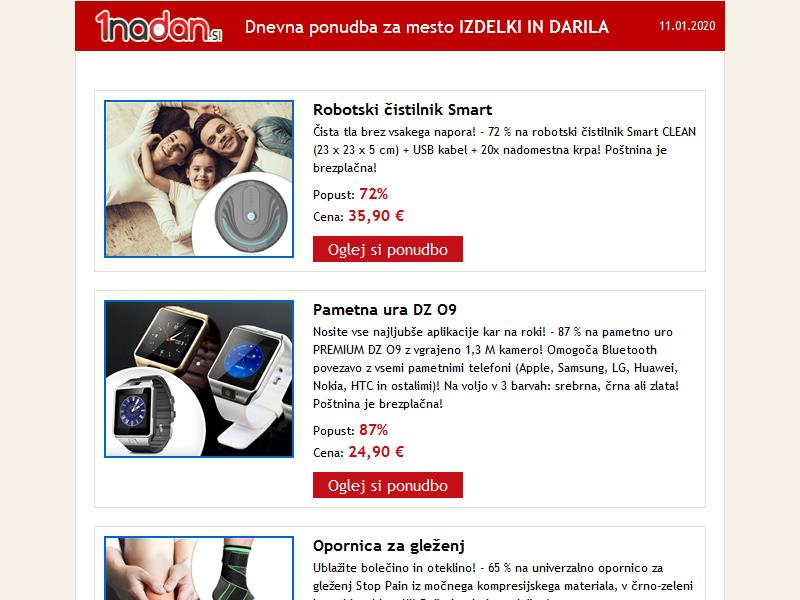 1nadan.SI
Dnevna ponudba za mesto IZDELKI IN DARILA
11.01.2020
Robotski čistilnik Smart
Čista tla brez vsakega napora! - 72 % na robotski čistilnik Smart CLEAN
(23 x 23 x 5 cm) + USB kabel + 20x nadomestna krpa! Poštnina je
brezplačna!
Popust: 72%
Cena: 35,90 €
Oglej si ponudbo
Pametna ura DZ O9
Nosite vse najljubše aplikacije kar na roki! - 87 % na pametno uro
PREMIUM DZ O9 z vgrajeno 1,3 M kamero! Omogoča Bluetooth
povezavo z vsemi pametnimi telefoni (Apple, Samsung, LG, Huawei,
Nokia, HTC in ostalimi)! Na voljo v 3 barvah: srebrna, črna ali zlata!
Poštnina je brezplačna!
Popust: 87%
Cena: 24,90 €
Oglej si ponudbo
Opornica za gleženj
Ublažite bolečino in oteklino! - 65 % na univerzalno opornico za
gleženj Stop Pain iz močnega kompresijskega materiala, v črno-zeleni